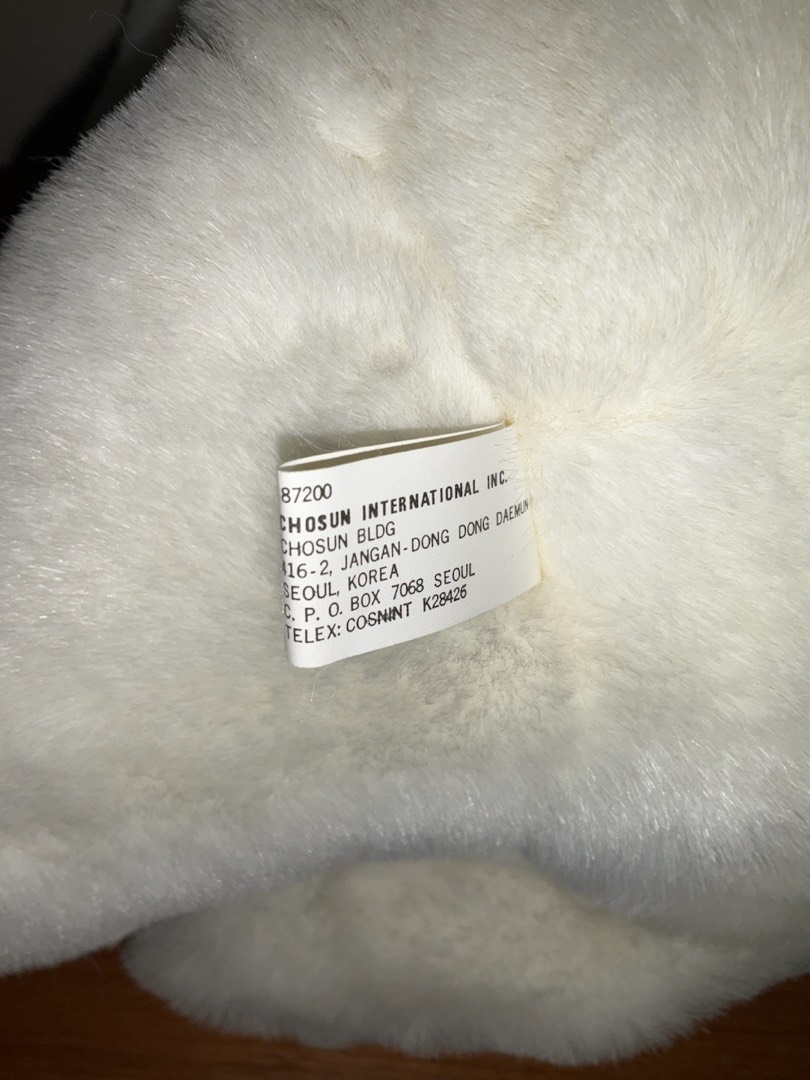 87200
CHOSUN INTERNATIONAL INC.
CHOSUN BLDG
416-2, JANGAN-DONG DONG DAEMUN
SEOUL, KOREA
C. P. O. BOX 7068 SEOUL
TELEX: COSNINT K28426